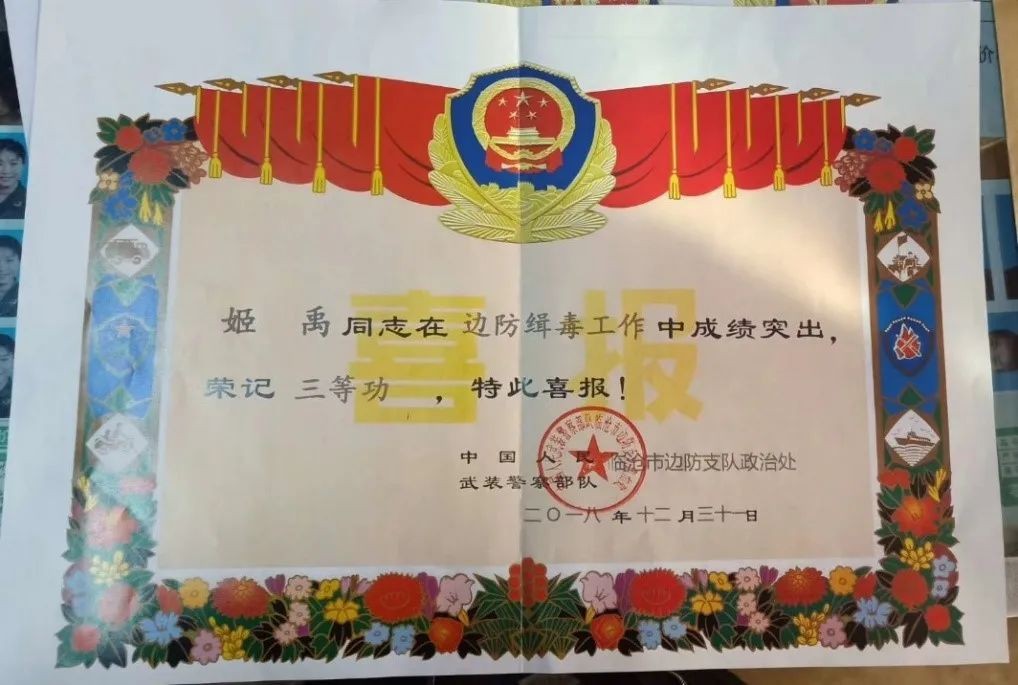 喜报
姬 禹同志在 边防缉毒工作 中成绩突出，
荣记 三等功 ，特此喜报！
中国人民
武装警察部队
临沧市边防支队政治处
二〇一八年十二月三十一日